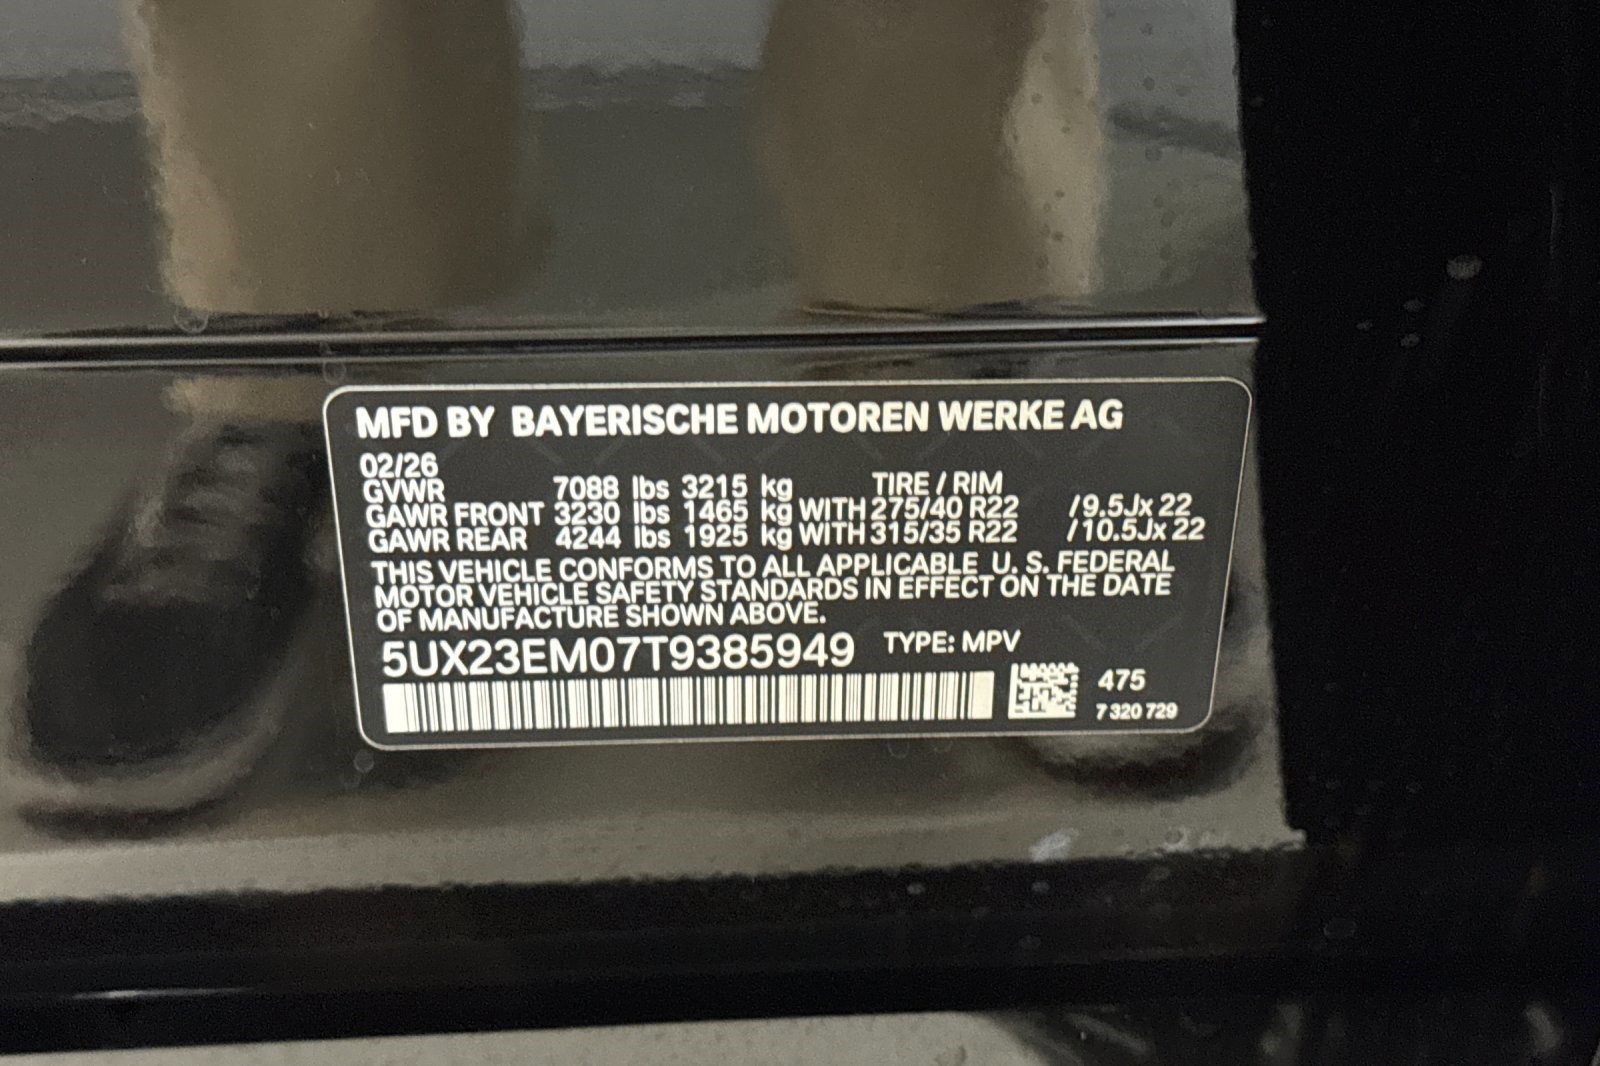 MFD BY BAYERISCHE MOTOREN WERKE AG
02/26
GVWR 7088 lbs 3215 kg TIRE / RIM
GAWR FRONT 3230 lbs 1465 kg WITH 275/40 R22 /9.5Jx 22
GAWR REAR 4244 lbs 1925 kg WITH 315/35 R22 /10.5Jx 22
THIS VEHICLE CONFORMS TO ALL APPLICABLE U. S. FEDERAL
MOTOR VEHICLE SAFETY STANDARDS IN EFFECT ON THE DATE
OF MANUFACTURE SHOWN ABOVE.
5UX23EM07T9385949 TYPE: MPV
475
7 320 729